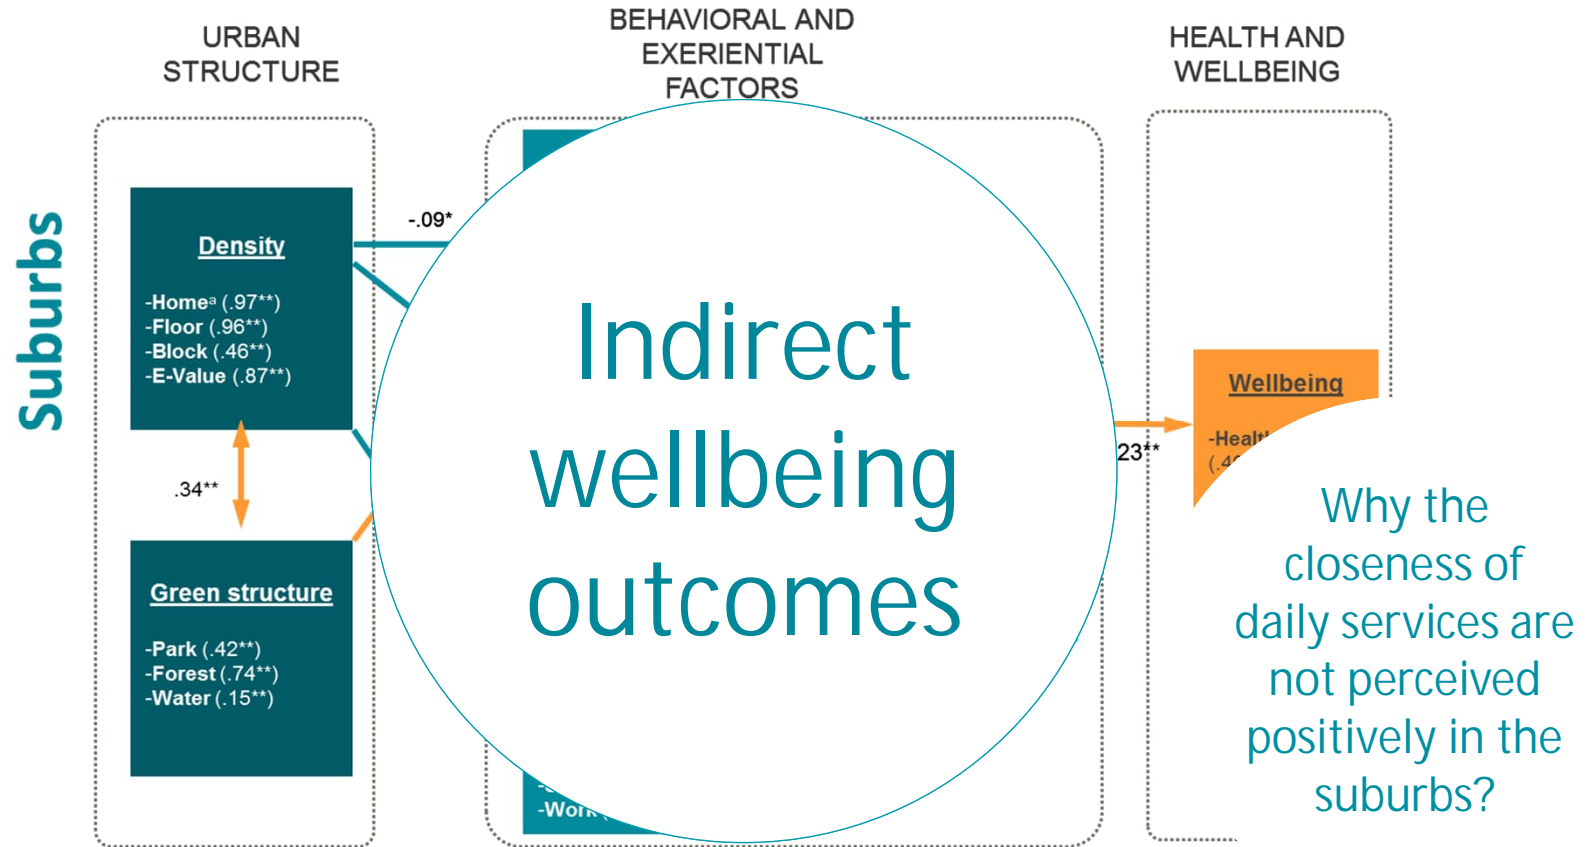 URBAN
STRUCTURE
BEHAVIORAL AND
EXERIENTIAL
FACTORS
HEALTH AND
WELLBEING
Suburbs
Density
-Homeᵃ (.97**)
-Floor (.96**)
-Block (.46**)
-E-Value (.87**)
-.09*
.34**
Green structure
-Park (.42**)
-Forest (.74**)
-Water (.15**)
Indirect
wellbeing
outcomes
-Work
23**
Wellbeing
Why the
closeness of
daily services are
not perceived
positively in the
suburbs?